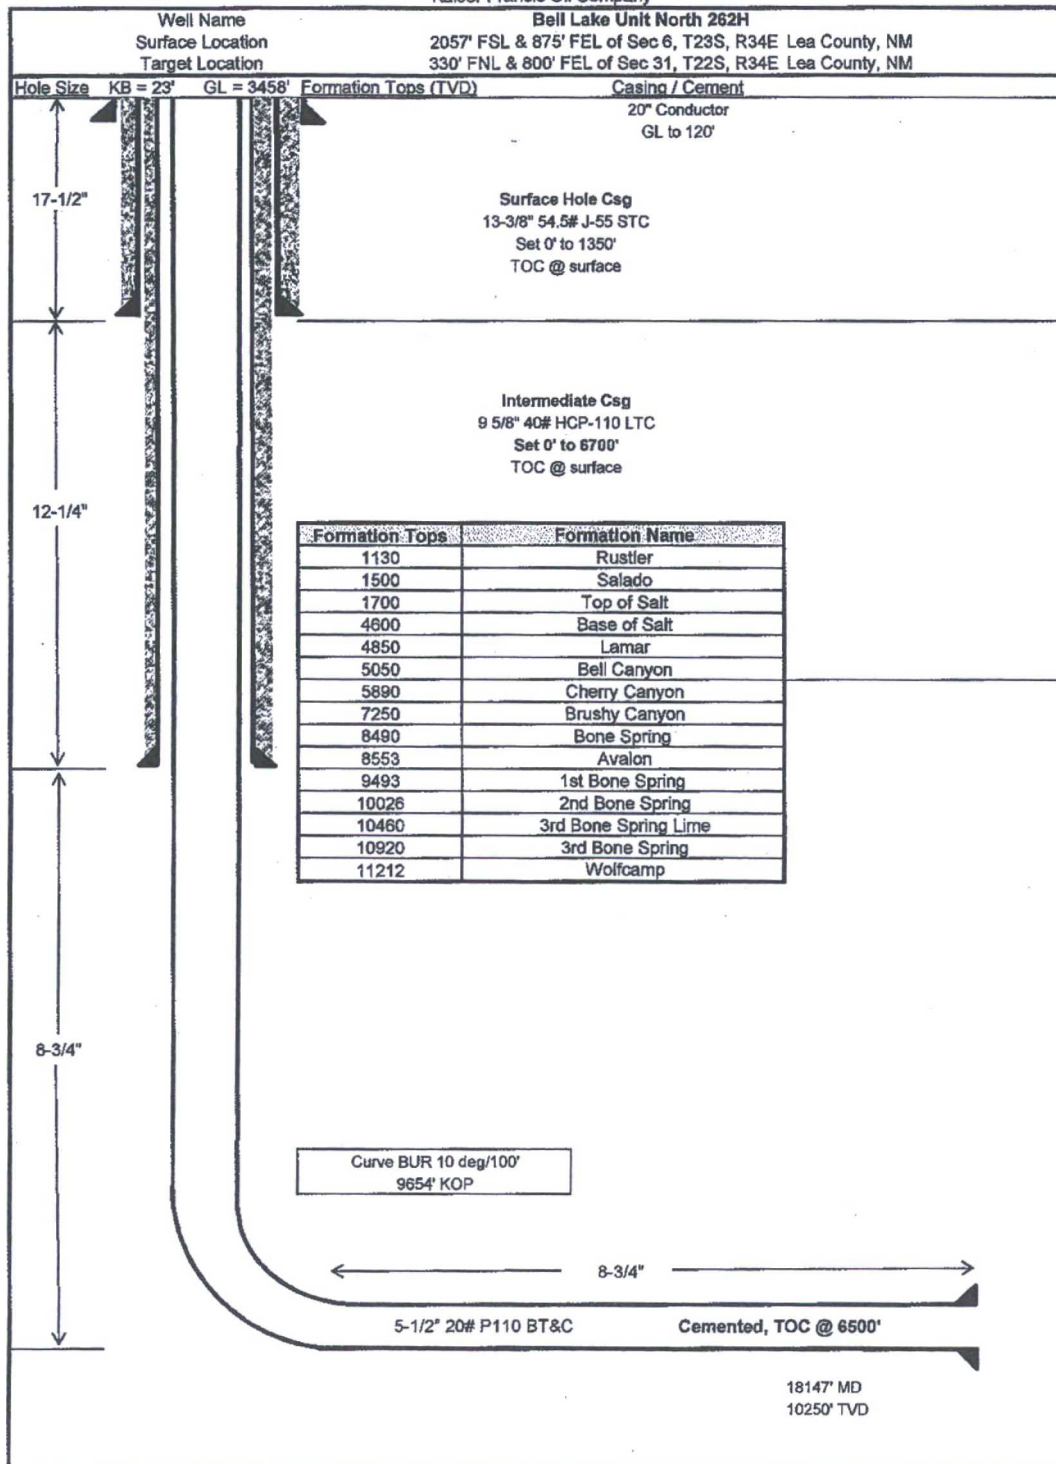 Well Name Bell Lake Unit North 262H
Surface Location 2057' FSL & 875' FEL of Sec 6, T23S, R34E Lea County, NM
Target Location 330' FNL & 800' FEL of Sec 31, T22S, R34E Lea County, NM
Hole Size KB = 23' GL = 3458' Formation Tops (TVD) Casing / Cement
20" Conductor
GL to 120'
17-1/2"
Surface Hole Csg
13-3/8" 54.5# J-55 STC
Set 0' to 1350'
TOC @ surface
Intermediate Csg
9 5/8" 40# HCP-110 LTC
Set 0' to 6700'
TOC @ surface
12-1/4"
Formation Tops Formation Name
1130 Rustler
1500 Salado
1700 Top of Salt
4600 Base of Salt
4850 Lamar
5050 Bell Canyon
5890 Cherry Canyon
7250 Brushy Canyon
8490 Bone Spring
8553 Avalon
9493 1st Bone Spring
10026 2nd Bone Spring
10460 3rd Bone Spring Lime
10920 3rd Bone Spring
11212 Wolfcamp
8-3/4"
Curve BUR 10 deg/100'
9654' KOP
8-3/4"
5-1/2" 20# P110 BT&C Cemented, TOC @ 6500'
18147' MD
10250' TVD